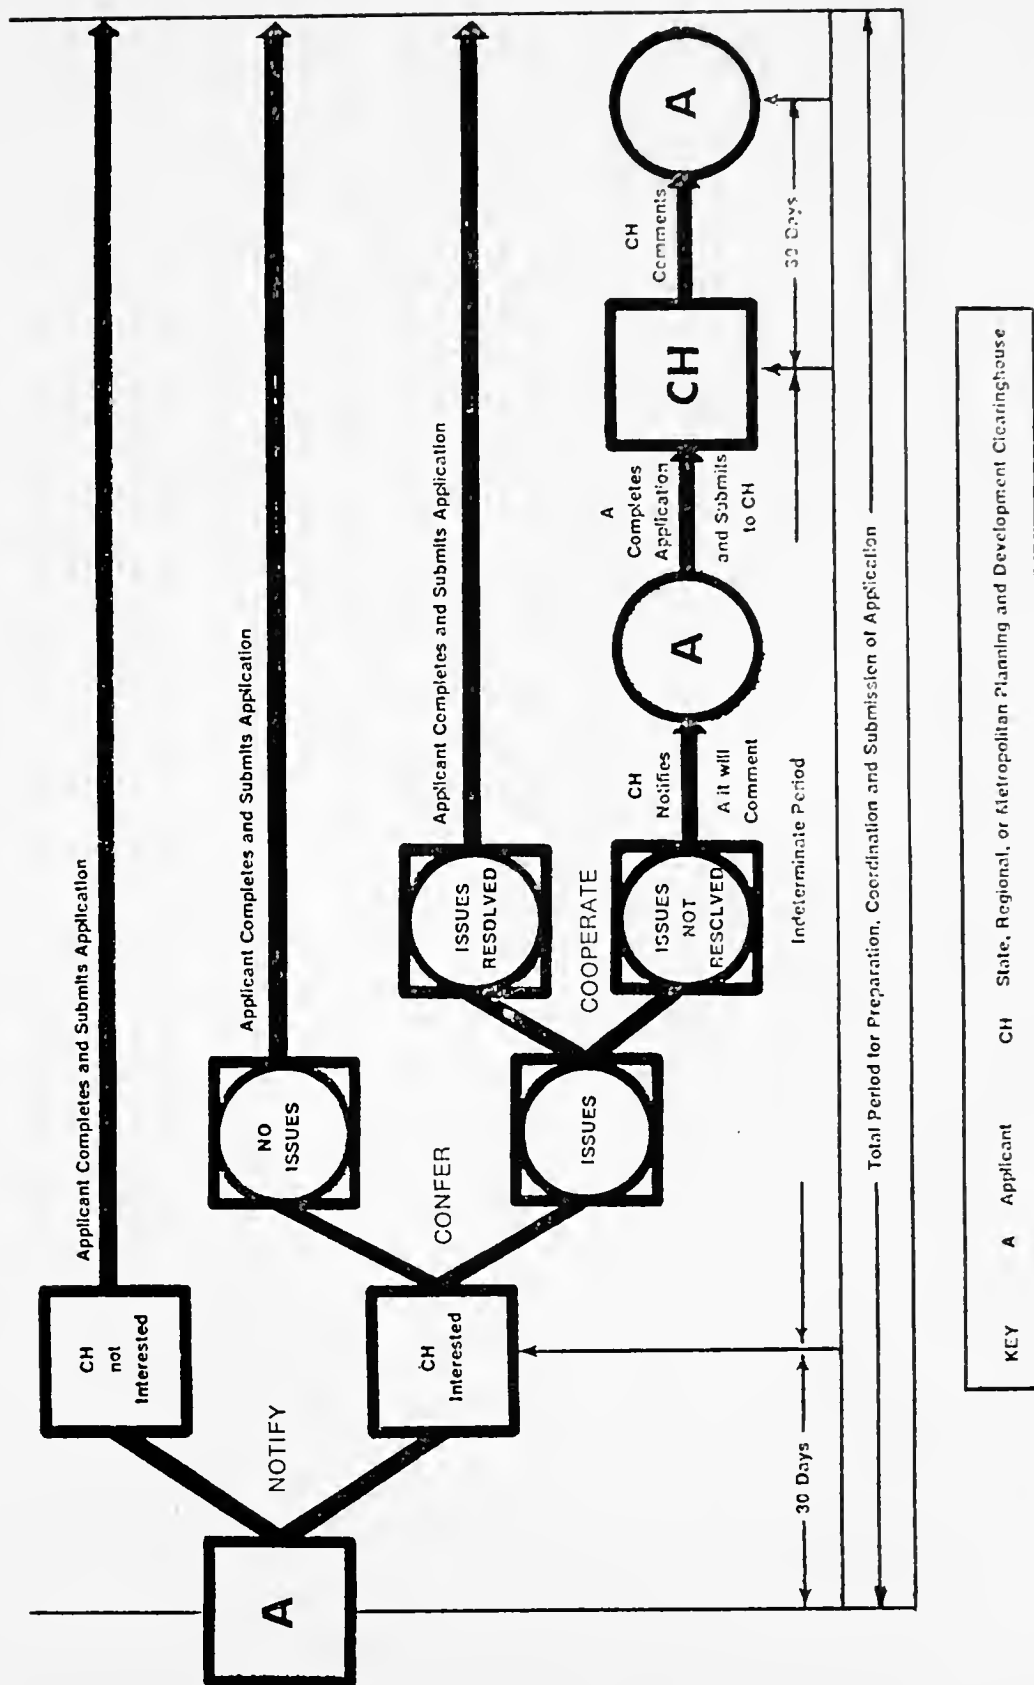 Applicant Completes and Submits Application
CH
not
Interested
Applicant Completes and Submits Application
NO
ISSUES
NOTIFY
A
Applicant Completes and Submits Application
CONFER
CH
Interested
ISSUES
RESOLVED
ISSUES
COOPERATE
ISSUES
NOT
RESOLVED
CH
Notifies
A it will
Comment
A
A
Completes
Application
and Submits
to CH
CH
CH
Comments
A
30 Days
Indeterminate Period
30 Days
Total Period for Preparation, Coordination and Submission of Application
KEY A Applicant CH State, Regional, or Metropolitan Planning and Development Clearinghouse